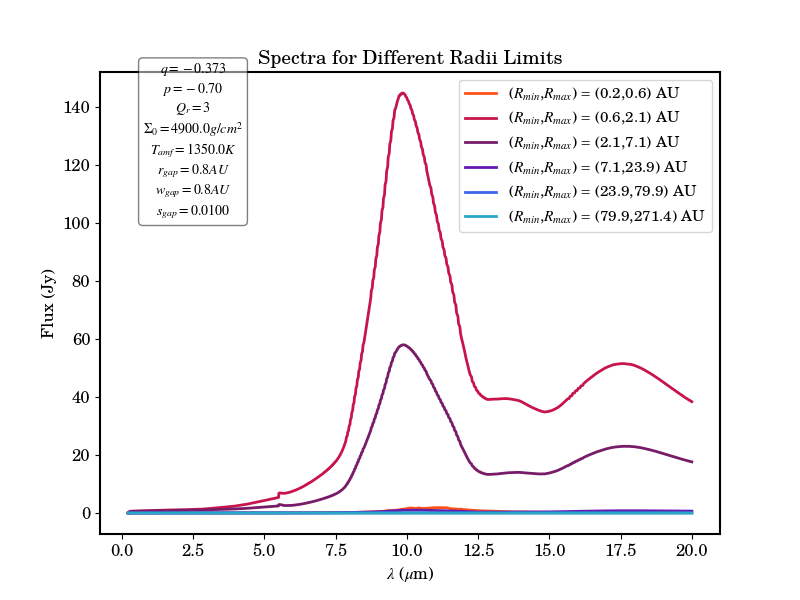 Spectra for Different Radii Limits
q = −0.373
p = −0.70
Q_r = 3
Σ_0 = 4900.0g/cm^2
T_amf = 1350.0K
r_gap = 0.8AU
w_gap = 0.8AU
s_gap = 0.0100
(R_min,R_max) = (0.2,0.6) AU
(R_min,R_max) = (0.6,2.1) AU
(R_min,R_max) = (2.1,7.1) AU
(R_min,R_max) = (7.1,23.9) AU
(R_min,R_max) = (23.9,79.9) AU
(R_min,R_max) = (79.9,271.4) AU
Flux (Jy)
140
120
100
80
60
40
20
0
0.0 2.5 5.0 7.5 10.0 12.5 15.0 17.5 20.0
λ (μm)